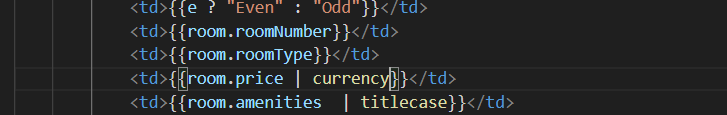 <td>{{e ? "Even" : "Odd"}}</td>
<td>{{room.roomNumber}}</td>
<td>{{room.roomType}}</td>
<td>{{room.price | currency}}</td>
<td>{{room.amenities  | titlecase}}</td>